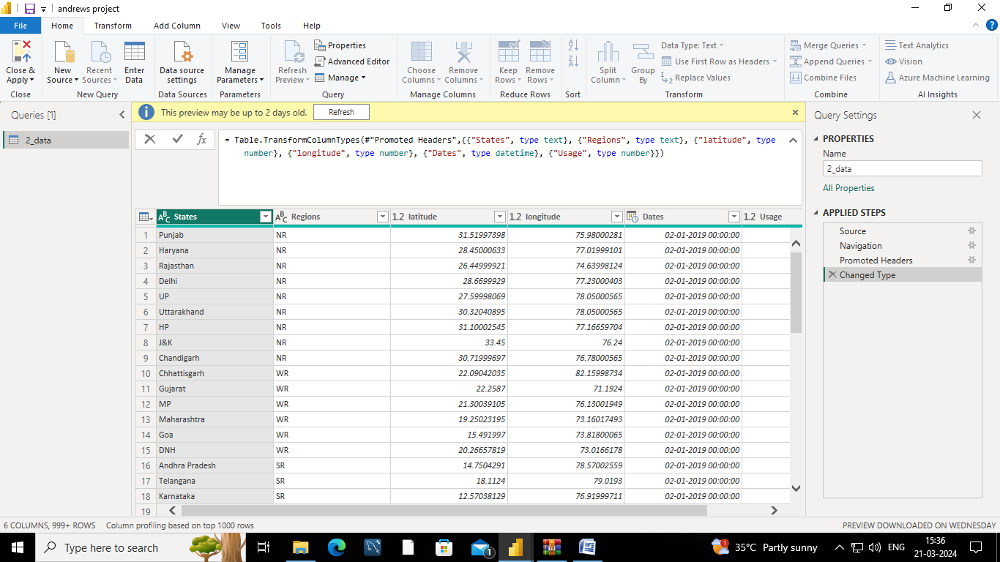 andrews project
File Home Transform Add Column View Tools Help
Close & Apply
New Source
Recent Sources
Enter Data
Data source settings
Manage Parameters
Refresh Preview
Properties
Advanced Editor
Manage
Choose Columns
Remove Columns
Keep Rows
Remove Rows
Split Column
Group By
Data Type: Text
Use First Row as Headers
Replace Values
Merge Queries
Append Queries
Combine Files
Text Analytics
Vision
Azure Machine Learning
Close New Query Data Sources Parameters Query Manage Columns Reduce Rows Sort Transform Combine AI Insights
Queries [1]
2_data
This preview may be up to 2 days old. Refresh
= Table.TransformColumnTypes(#"Promoted Headers",{{"States", type text}, {"Regions", type text}, {"latitude", type
number}, {"longitude", type number}, {"Dates", type datetime}, {"Usage", type number}})
States Regions 1.2 latitude 1.2 longitude Dates 1.2 Usage
1 Punjab NR 31.51997398 75.98000281 02-01-2019 00:00:00
2 Haryana NR 28.45000633 77.01999101 02-01-2019 00:00:00
3 Rajasthan NR 26.44999921 74.63998124 02-01-2019 00:00:00
4 Delhi NR 28.6699929 77.23000403 02-01-2019 00:00:00
5 UP NR 27.59998069 78.05000565 02-01-2019 00:00:00
6 Uttarakhand NR 30.32040895 78.05000565 02-01-2019 00:00:00
7 HP NR 31.10002545 77.16659704 02-01-2019 00:00:00
8 J&K NR 33.45 76.24 02-01-2019 00:00:00
9 Chandigarh NR 30.71999697 76.78000565 02-01-2019 00:00:00
10 Chhattisgarh WR 22.09042035 82.15998734 02-01-2019 00:00:00
11 Gujarat WR 22.2587 71.1924 02-01-2019 00:00:00
12 MP WR 21.30039105 76.13001949 02-01-2019 00:00:00
13 Maharashtra WR 19.25023195 73.16017493 02-01-2019 00:00:00
14 Goa WR 15.491997 73.81800065 02-01-2019 00:00:00
15 DNH WR 20.26657819 73.0166178 02-01-2019 00:00:00
16 Andhra Pradesh SR 14.7504291 78.57002559 02-01-2019 00:00:00
17 Telangana SR 18.1124 79.0193 02-01-2019 00:00:00
18 Karnataka SR 12.57038129 76.91999711 02-01-2019 00:00:00
19
Query Settings
PROPERTIES
Name
2_data
All Properties
APPLIED STEPS
Source
Navigation
Promoted Headers
Changed Type
6 COLUMNS, 999+ ROWS Column profiling based on top 1000 rows PREVIEW DOWNLOADED ON WEDNESDAY
Type here to search
1
1
35°C Partly sunny
ENG
15:36
21-03-2024